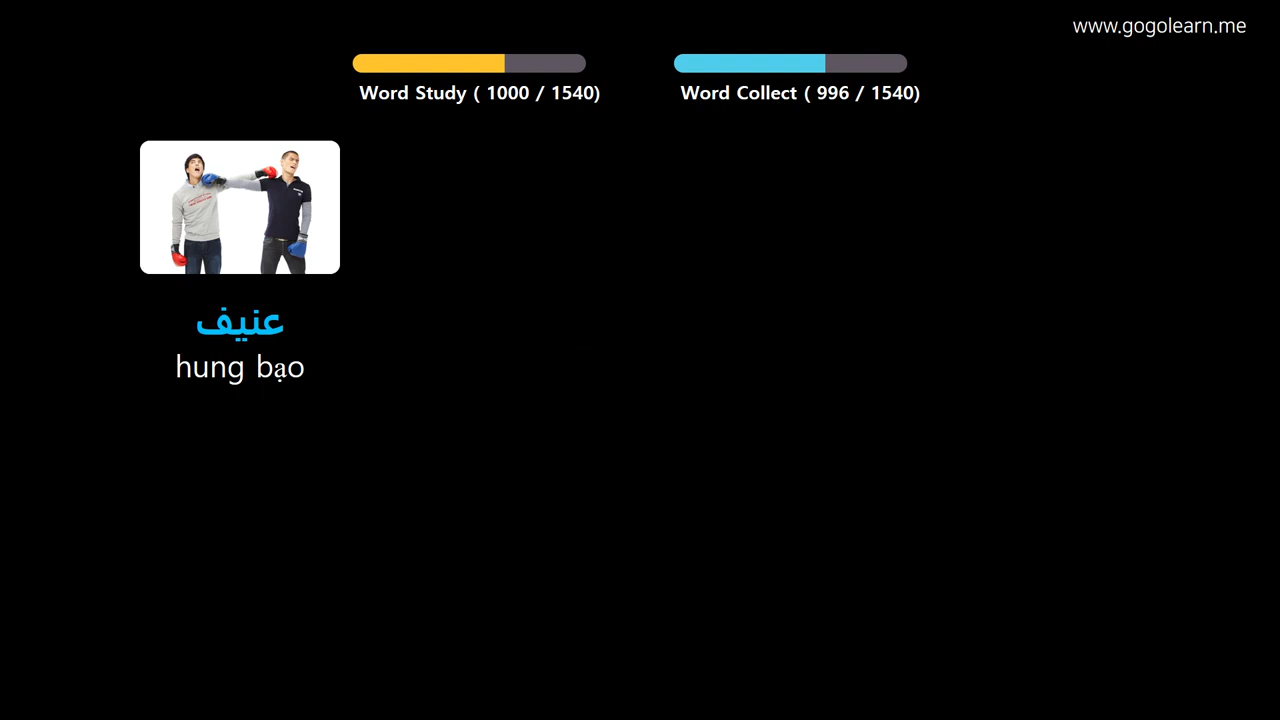 www.gogolearn.me
Word Study ( 1000 / 1540)
Word Collect ( 996 / 1540)
عنيف
hung bạo